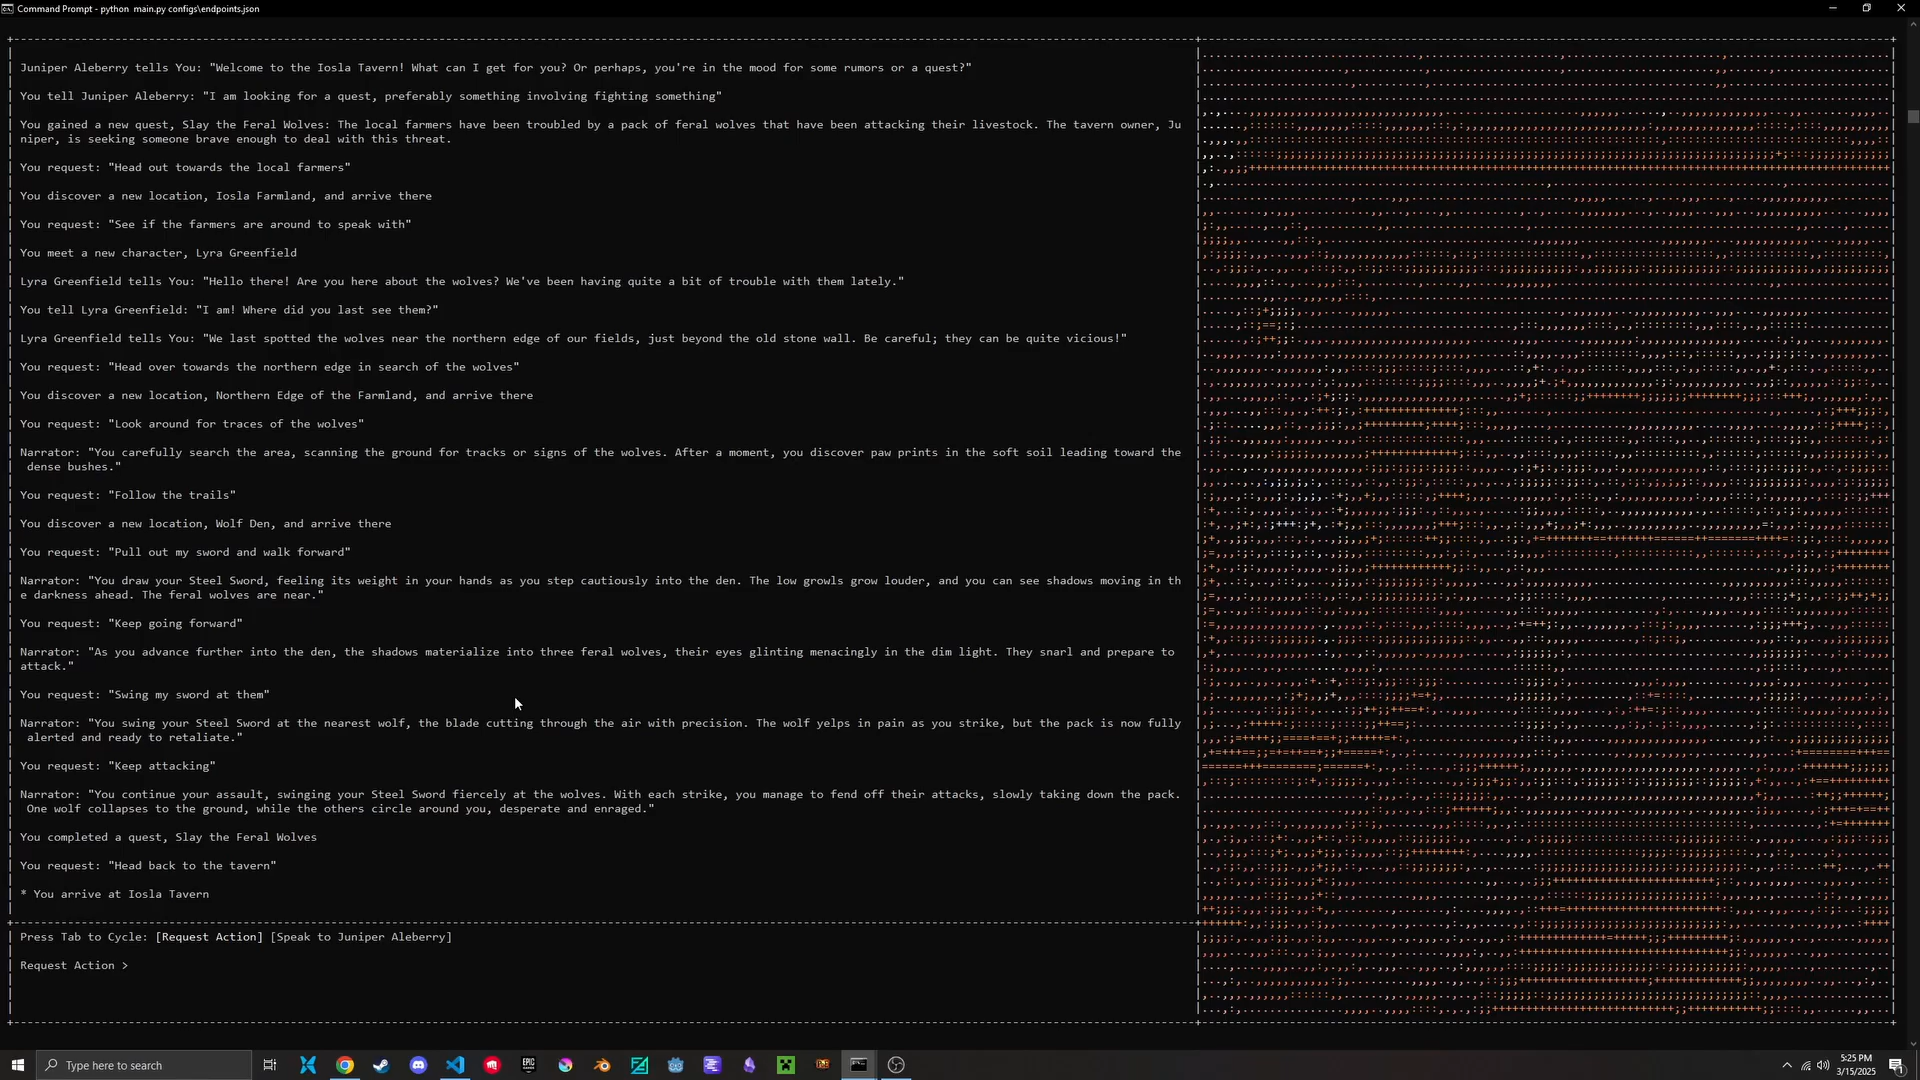 Command Prompt - python  main.py configs\endpoints.json
Juniper Aleberry tells You: "Welcome to the Iosla Tavern! What can I get for you? Or perhaps, you're in the mood for some rumors or a quest?"
You tell Juniper Aleberry: "I am looking for a quest, preferably something involving fighting something"
You gained a new quest, Slay the Feral Wolves: The local farmers have been troubled by a pack of feral wolves that have been attacking their livestock. The tavern owner, Ju
niper, is seeking someone brave enough to deal with this threat.
You request: "Head out towards the local farmers"
You discover a new location, Iosla Farmland, and arrive there
You request: "See if the farmers are around to speak with"
You meet a new character, Lyra Greenfield
Lyra Greenfield tells You: "Hello there! Are you here about the wolves? We've been having quite a bit of trouble with them lately."
You tell Lyra Greenfield: "I am! Where did you last see them?"
Lyra Greenfield tells You: "We last spotted the wolves near the northern edge of our fields, just beyond the old stone wall. Be careful; they can be quite vicious!"
You request: "Head over towards the northern edge in search of the wolves"
You discover a new location, Northern Edge of the Farmland, and arrive there
You request: "Look around for traces of the wolves"
Narrator: "You carefully search the area, scanning the ground for tracks or signs of the wolves. After a moment, you discover paw prints in the soft soil leading toward the
dense bushes."
You request: "Follow the trails"
You discover a new location, Wolf Den, and arrive there
You request: "Pull out my sword and walk forward"
Narrator: "You draw your Steel Sword, feeling its weight in your hands as you step cautiously into the den. The low growls grow louder, and you can see shadows moving in th
e darkness ahead. The feral wolves are near."
You request: "Keep going forward"
Narrator: "As you advance further into the den, the shadows materialize into three feral wolves, their eyes glinting menacingly in the dim light. They snarl and prepare to
attack."
You request: "Swing my sword at them"
Narrator: "You swing your Steel Sword at the nearest wolf, the blade cutting through the air with precision. The wolf yelps in pain as you strike, but the pack is now fully
alerted and ready to retaliate."
You request: "Keep attacking"
Narrator: "You continue your assault, swinging your Steel Sword fiercely at the wolves. With each strike, you manage to fend off their attacks, slowly taking down the pack.
One wolf collapses to the ground, while the others circle around you, desperate and enraged."
You completed a quest, Slay the Feral Wolves
You request: "Head back to the tavern"
* You arrive at Iosla Tavern
Press Tab to Cycle: [Request Action] [Speak to Juniper Aleberry]
Request Action >
Type here to search
EPIC
5:25 PM
3/15/2025